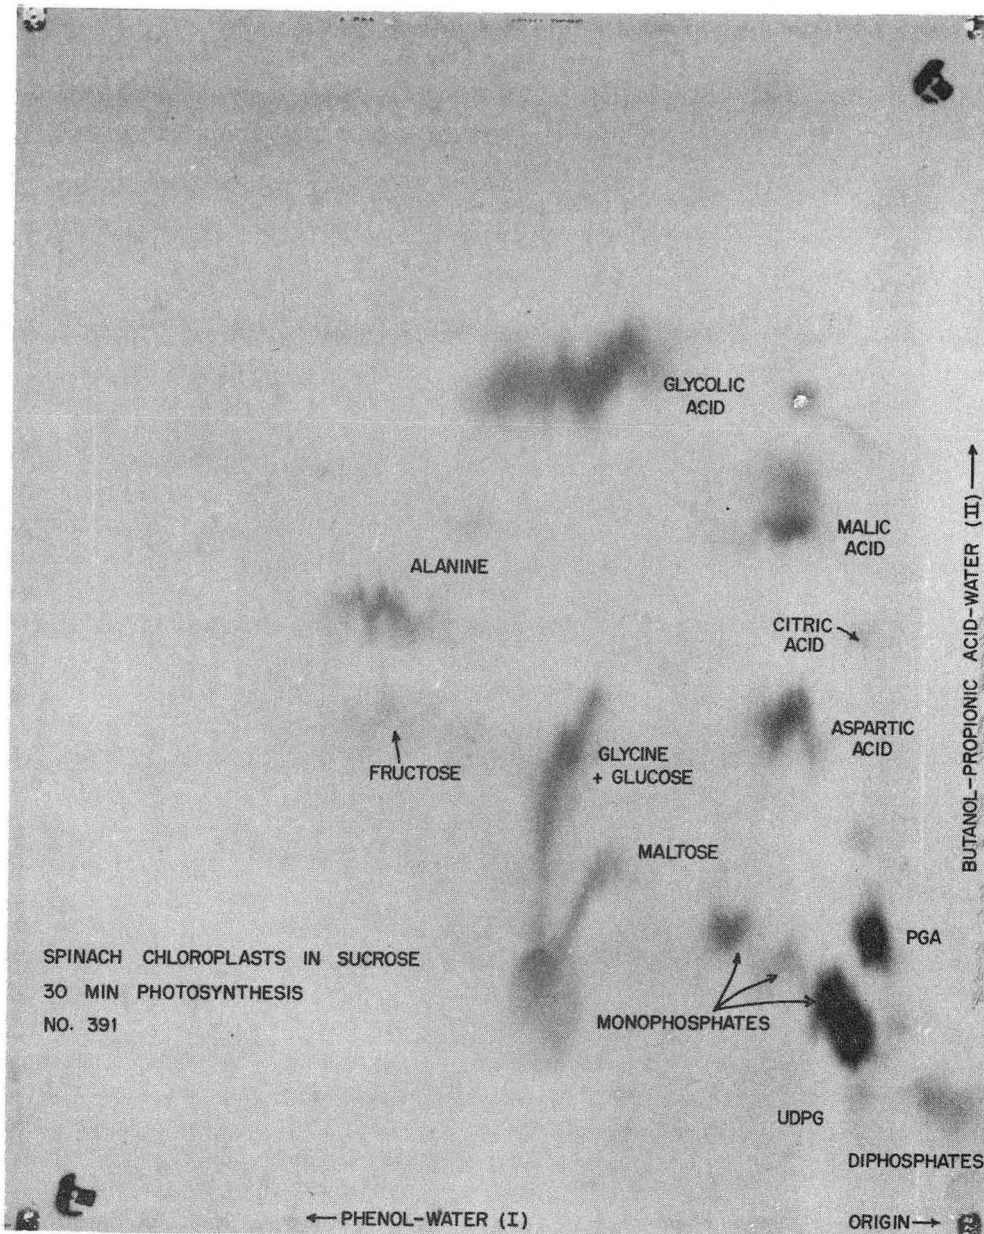 GLYCOLIC
ACID
MALIC
ACID
ALANINE
CITRIC
ACID
ASPARTIC
ACID
FRUCTOSE
GLYCINE
+ GLUCOSE
MALTOSE
PGA
SPINACH CHLOROPLASTS IN SUCROSE
30 MIN PHOTOSYNTHESIS
NO. 391
MONOPHOSPHATES
UDPG
DIPHOSPHATES
← PHENOL-WATER (I)
ORIGIN →
BUTANOL-PROPIONIC ACID-WATER (II) →